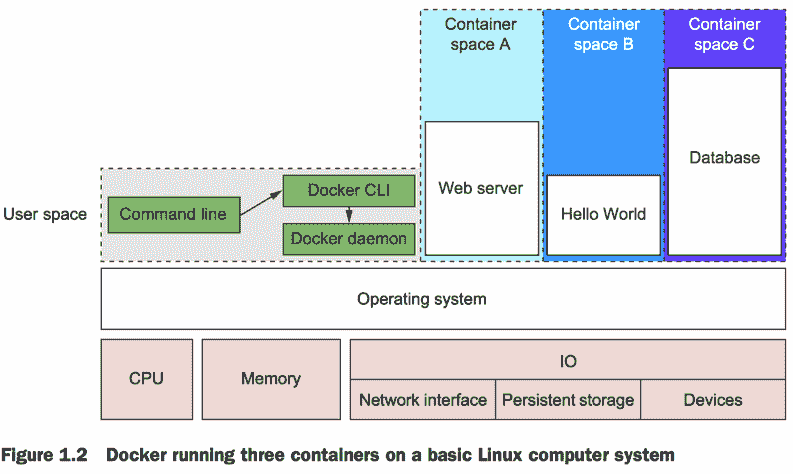 Container
space A
Container
space B
Container
space C
Database
Web server
Docker CLI
User space
Command line
Hello World
Docker daemon
Operating system
CPU
Memory
IO
Network interface
Persistent storage
Devices
Figure 1.2 Docker running three containers on a basic Linux computer system